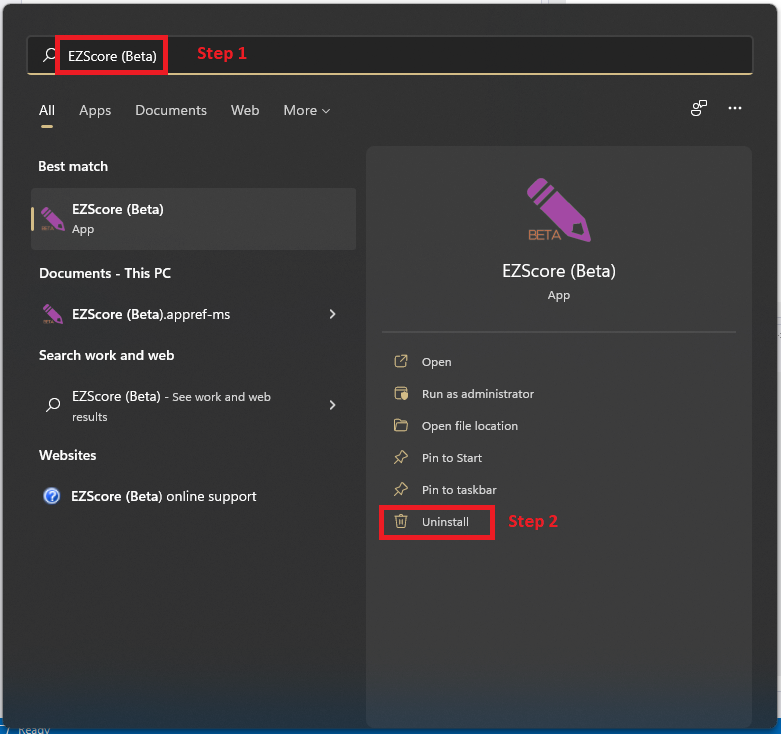 EZScore (Beta) Step 1
All Apps Documents Web More
Best match
EZScore (Beta)
App
Documents - This PC
EZScore (Beta).appref-ms
Search work and web
EZScore (Beta) - See work and web
results
Websites
EZScore (Beta) online support
BETA
EZScore (Beta)
App
Open
Run as administrator
Open file location
Pin to Start
Pin to taskbar
Uninstall Step 2
Ready